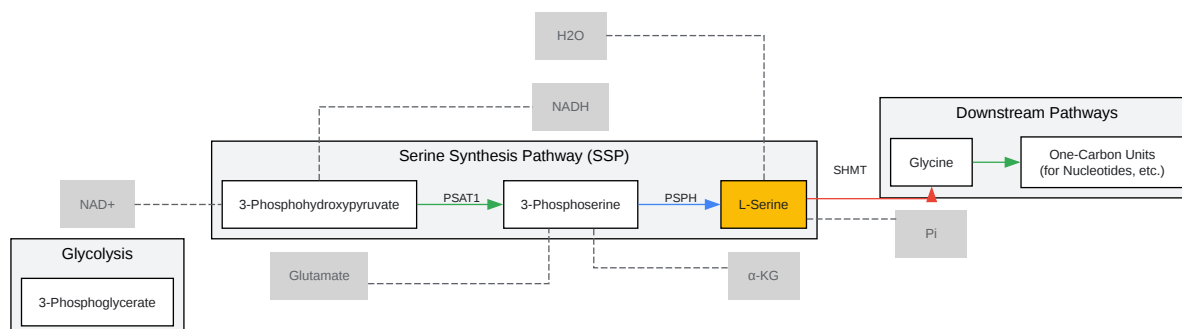 H2O
NADH
Downstream Pathways
Serine Synthesis Pathway (SSP)
SHMT
Glycine
One-Carbon Units
(for Nucleotides, etc.)
NAD+
3-Phosphohydroxypyruvate
PSAT1
3-Phosphoserine
PSPH
L-Serine
Pi
Glycolysis
Glutamate
α-KG
3-Phosphoglycerate